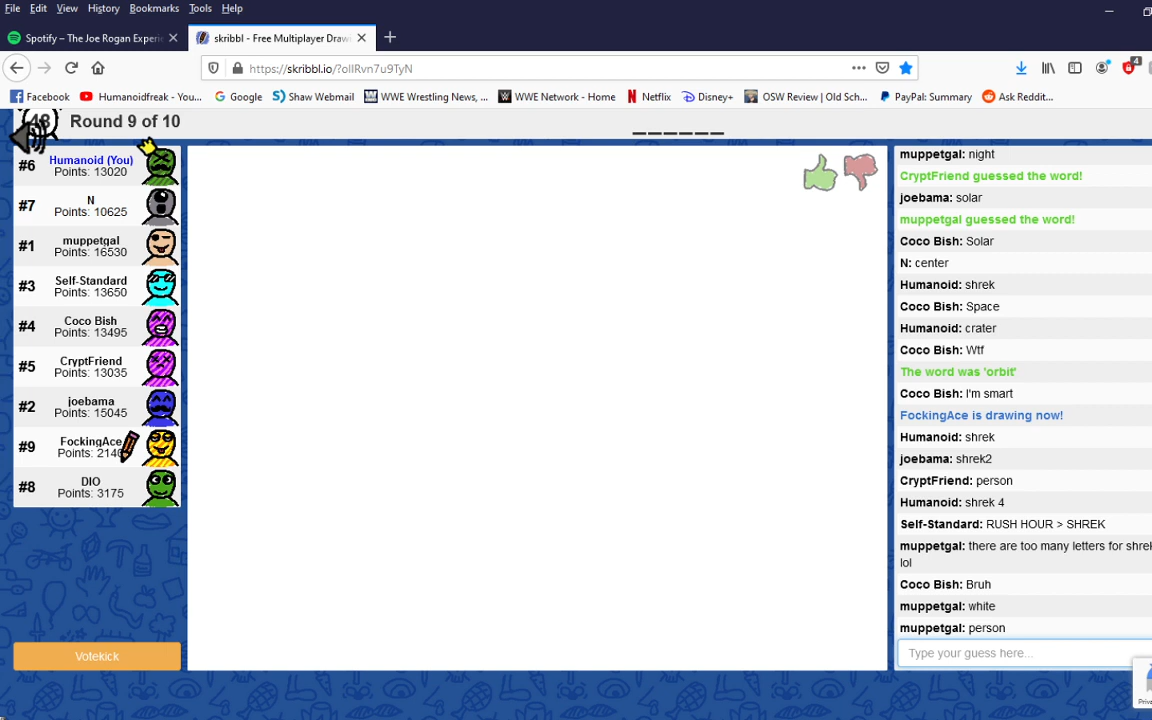 File Edit View History Bookmarks Tools Help
Spotify – The Joe Rogan Experi
skribbl - Free Multiplayer Draw
https://skribbl.io/?olIRvn7u9TyN
4
Facebook Humanoidfreak - You... Google Shaw Webmail WWE Wrestling News, ... WWE Network - Home Netflix Disney+ OSW Review | Old Sch... PayPal: Summary Ask Reddit...
48 Round 9 of 10 ______
#6 Humanoid (You)
Points: 13020
#7 N
Points: 10625
#1 muppetgal
Points: 16530
#3 Self-Standard
Points: 13650
#4 Coco Bish
Points: 13495
#5 CryptFriend
Points: 13035
#2 joebama
Points: 15045
#9 FockingAce
Points: 2140
#8 DIO
Points: 3175
Votekick
muppetgal: night
CryptFriend guessed the word!
joebama: solar
muppetgal guessed the word!
Coco Bish: Solar
N: center
Humanoid: shrek
Coco Bish: Space
Humanoid: crater
Coco Bish: Wtf
The word was 'orbit'
Coco Bish: I'm smart
FockingAce is drawing now!
Humanoid: shrek
joebama: shrek2
CryptFriend: person
Humanoid: shrek 4
Self-Standard: RUSH HOUR > SHREK
muppetgal: there are too many letters for shrek
lol
Coco Bish: Bruh
muppetgal: white
muppetgal: person
Type your guess here...